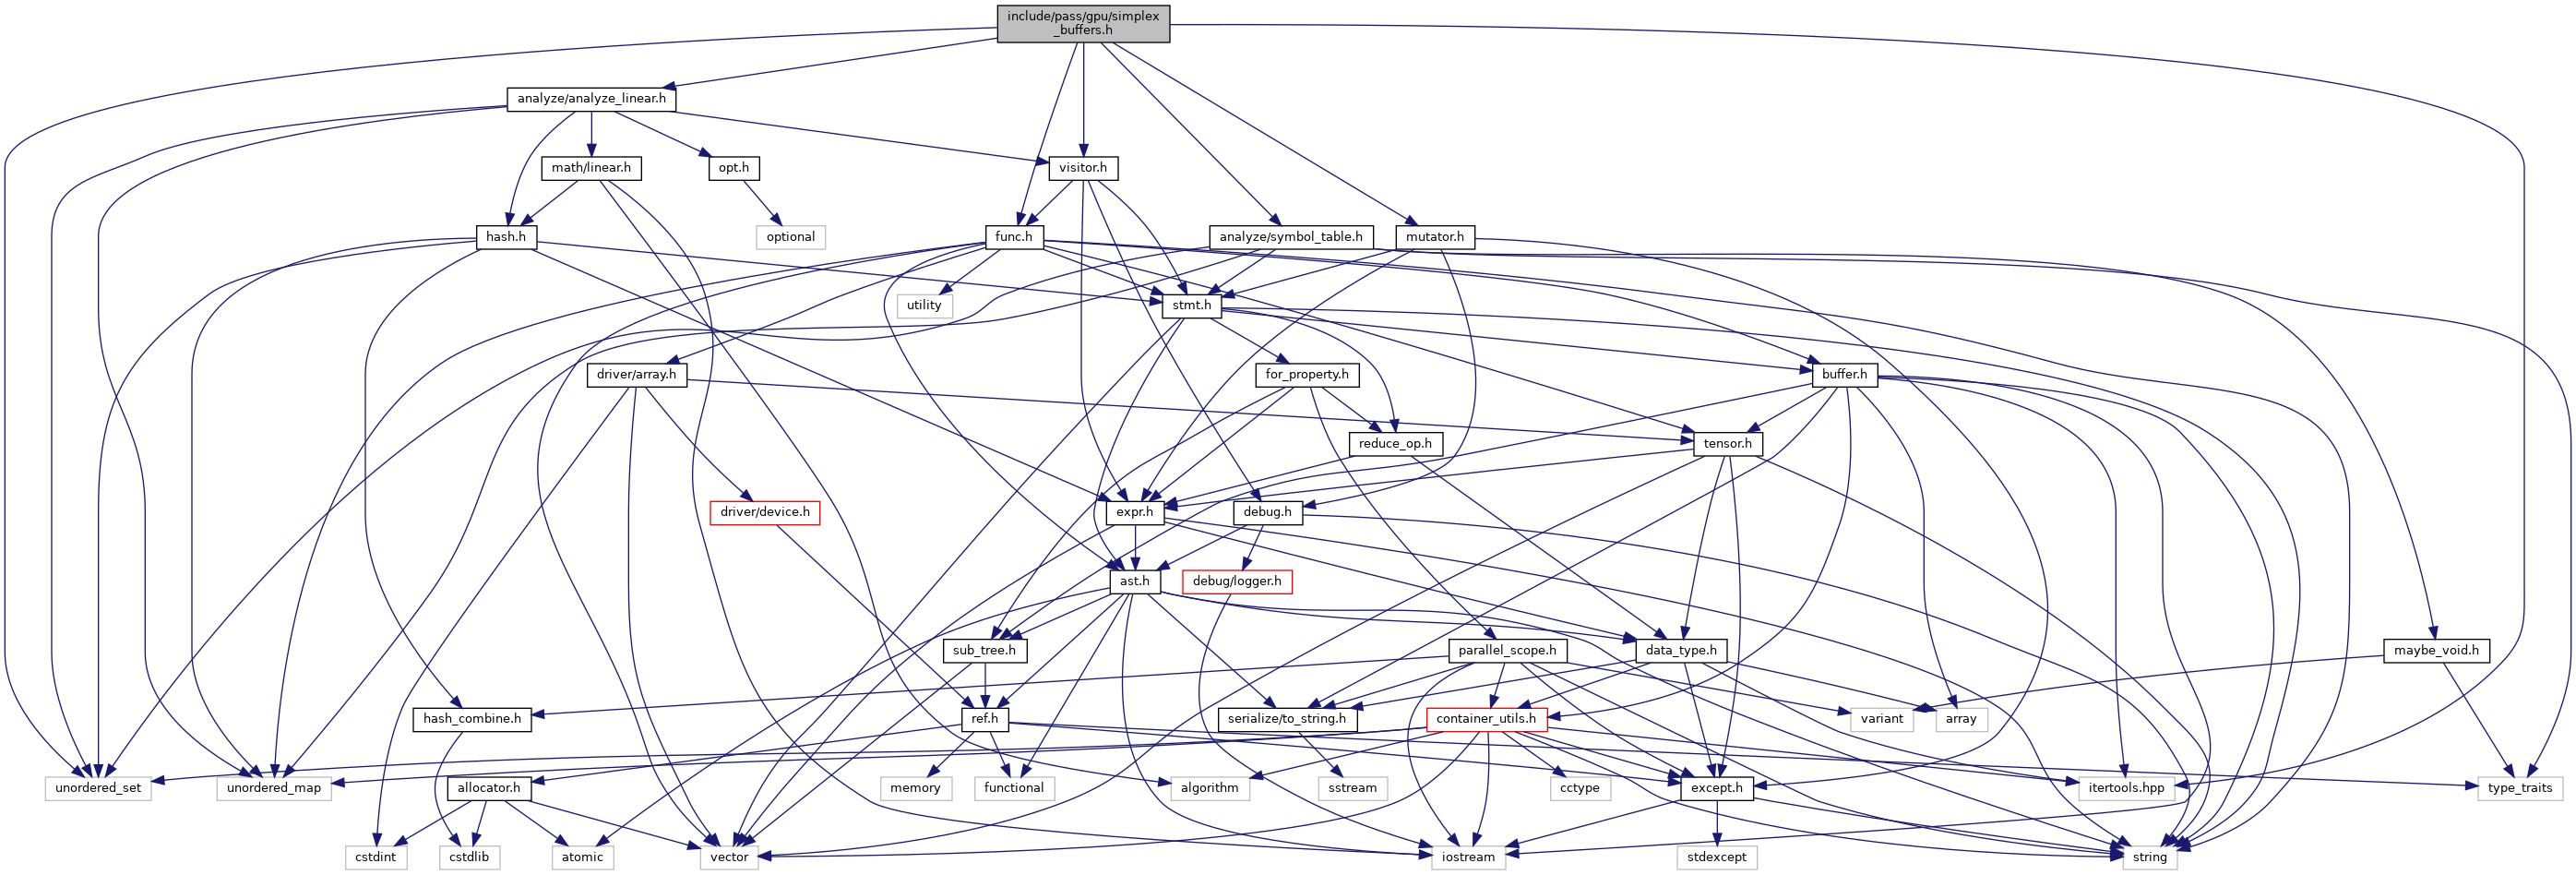 include/pass/gpu/simplex
_buffers.h
analyze/analyze_linear.h
math/linear.h
opt.h
visitor.h
hash.h
optional
func.h
analyze/symbol_table.h
mutator.h
utility
stmt.h
driver/array.h
for_property.h
buffer.h
reduce_op.h
tensor.h
driver/device.h
expr.h
debug.h
ast.h
debug/logger.h
sub_tree.h
parallel_scope.h
data_type.h
maybe_void.h
hash_combine.h
ref.h
serialize/to_string.h
container_utils.h
variant
array
unordered_set
unordered_map
allocator.h
memory
functional
algorithm
sstream
cctype
except.h
itertools.hpp
type_traits
cstdint
cstdlib
atomic
vector
iostream
stdexcept
string